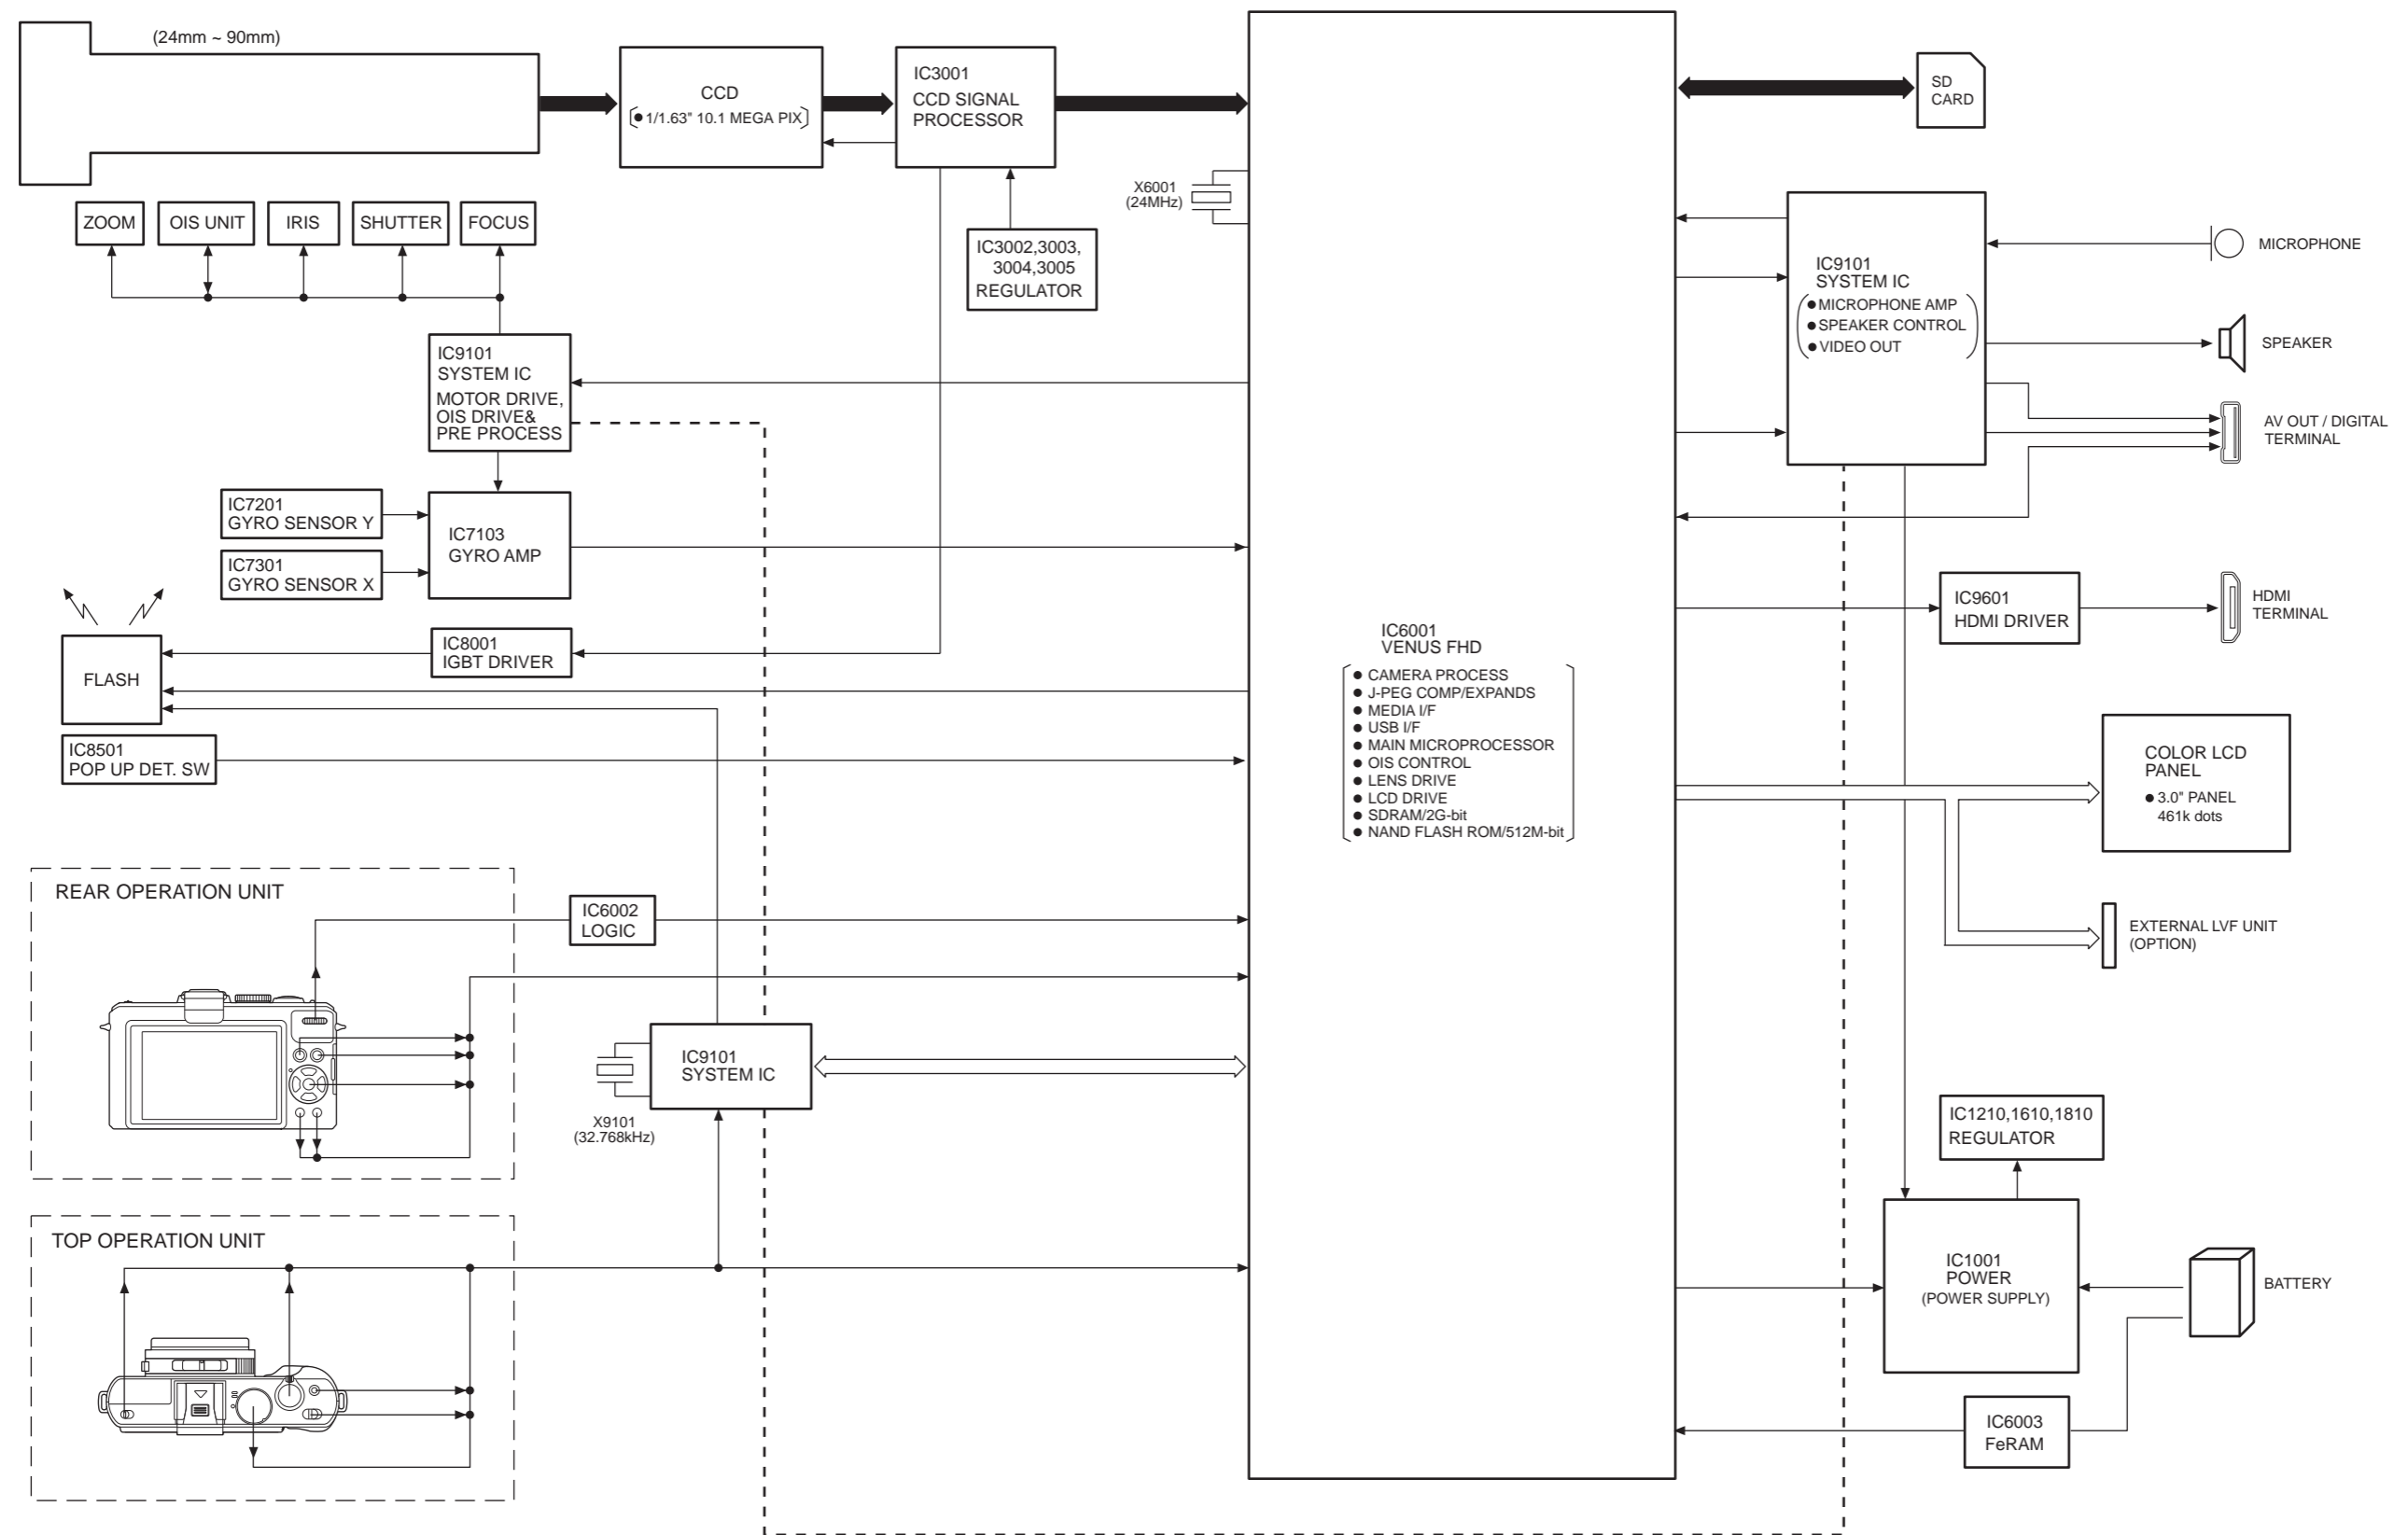 (24mm ~ 90mm)
CCD
● 1/1.63" 10.1 MEGA PIX
IC3001
CCD SIGNAL
PROCESSOR
SD
CARD
X6001
(24MHz)
ZOOM
OIS UNIT
IRIS
SHUTTER
FOCUS
IC3002,3003,
3004,3005
REGULATOR
IC9101
SYSTEM IC
● MICROPHONE AMP
● SPEAKER CONTROL
● VIDEO OUT
MICROPHONE
SPEAKER
AV OUT / DIGITAL
TERMINAL
IC9101
SYSTEM IC
MOTOR DRIVE,
OIS DRIVE&
PRE PROCESS
IC7201
GYRO SENSOR Y
IC7301
GYRO SENSOR X
IC7103
GYRO AMP
IC9601
HDMI DRIVER
HDMI
TERMINAL
FLASH
IC8001
IGBT DRIVER
IC8501
POP UP DET. SW
IC6001
VENUS FHD
● CAMERA PROCESS
● J-PEG COMP/EXPANDS
● MEDIA I/F
● USB I/F
● MAIN MICROPROCESSOR
● OIS CONTROL
● LENS DRIVE
● LCD DRIVE
● SDRAM/2G-bit
● NAND FLASH ROM/512M-bit
COLOR LCD
PANEL
● 3.0" PANEL
461k dots
EXTERNAL LVF UNIT
(OPTION)
REAR OPERATION UNIT
IC6002
LOGIC
IC9101
SYSTEM IC
X9101
(32.768kHz)
IC1210,1610,1810
REGULATOR
TOP OPERATION UNIT
IC1001
POWER
(POWER SUPPLY)
BATTERY
IC6003
FeRAM